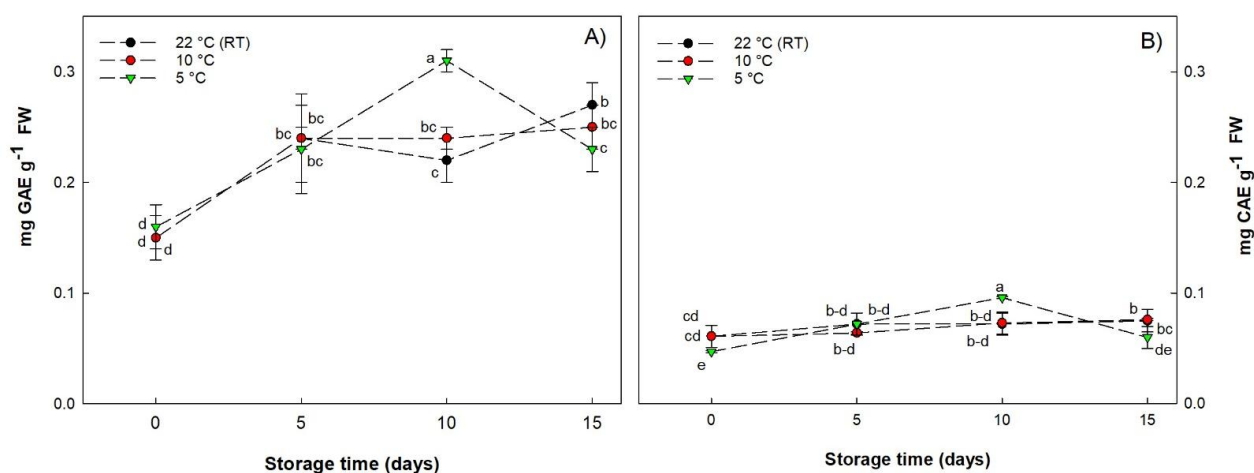 A)
22 °C (RT)
10 °C
5 °C
mg GAE g-1 FW
0.3
0.2
0.1
0.0
a
b
bc
bc
bc
bc
bc
c
c
d
d
d
0
5
10
15
Storage time (days)
B)
22 °C (RT)
10 °C
5 °C
mg CAE g-1 FW
0.3
0.2
0.1
0.0
cd
cd
e
b-d
b-d
b-d
a
b-d
b-d
b
bc
de
0
5
10
15
Storage time (days)